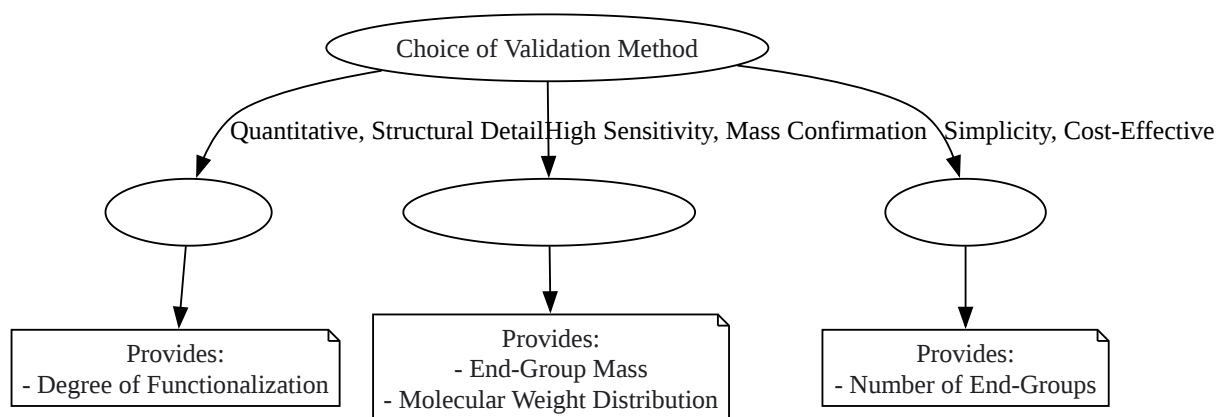 Choice of Validation Method
Quantitative, Structural Detail
High Sensitivity, Mass Confirmation
Simplicity, Cost-Effective
Provides:
- Degree of Functionalization
Provides:
- End-Group Mass
- Molecular Weight Distribution
Provides:
- Number of End-Groups